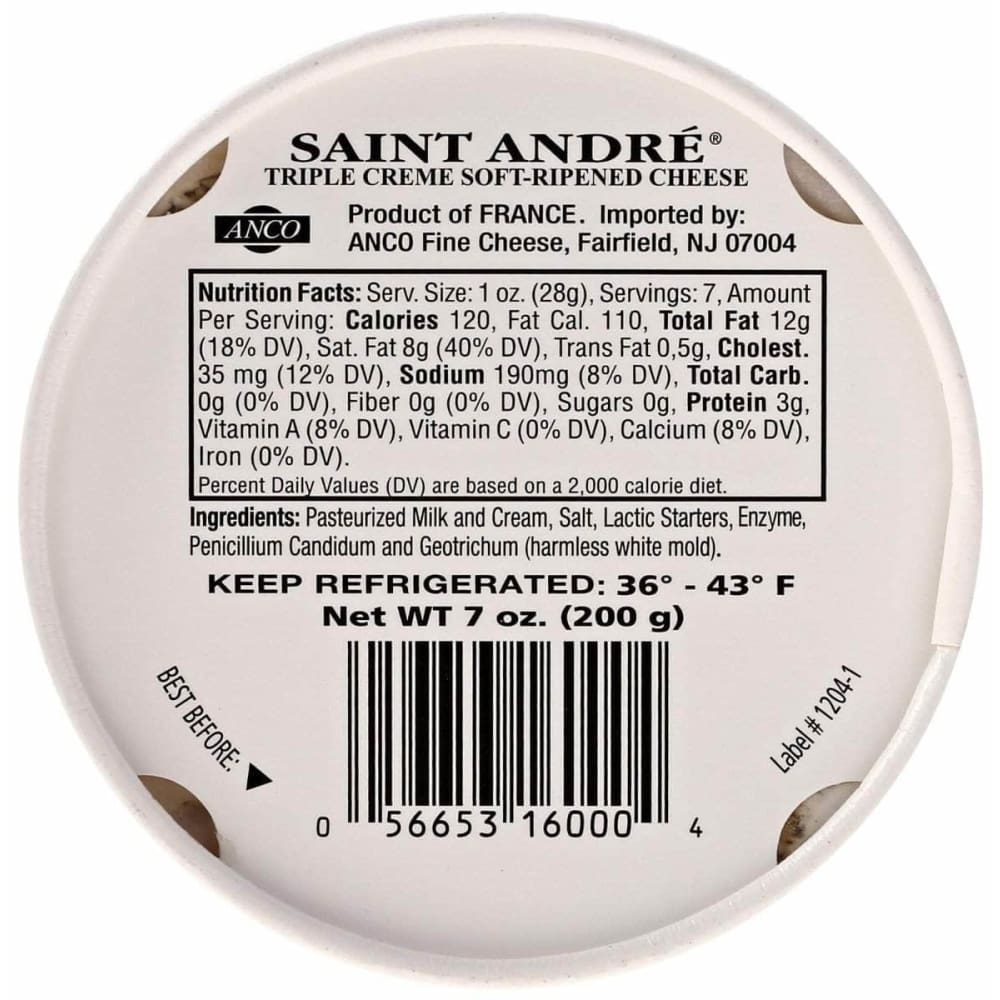 SAINT ANDRÉ®
TRIPLE CREME SOFT-RIPENED CHEESE
ANCO
Product of FRANCE. Imported by:
ANCO Fine Cheese, Fairfield, NJ 07004
Nutrition Facts: Serv. Size: 1 oz. (28g), Servings: 7, Amount
Per Serving: Calories 120, Fat Cal. 110, Total Fat 12g
(18% DV), Sat. Fat 8g (40% DV), Trans Fat 0,5g, Cholest.
35 mg (12% DV), Sodium 190mg (8% DV), Total Carb.
0g (0% DV), Fiber 0g (0% DV), Sugars 0g, Protein 3g,
Vitamin A (8% DV), Vitamin C (0% DV), Calcium (8% DV),
Iron (0% DV).
Percent Daily Values (DV) are based on a 2,000 calorie diet.
Ingredients: Pasteurized Milk and Cream, Salt, Lactic Starters, Enzyme,
Penicillium Candidum and Geotrichum (harmless white mold).
KEEP REFRIGERATED: 36° - 43° F
Net WT 7 oz. (200 g)
BEST BEFORE:
Label # 1204-1
0 56653 16000 4